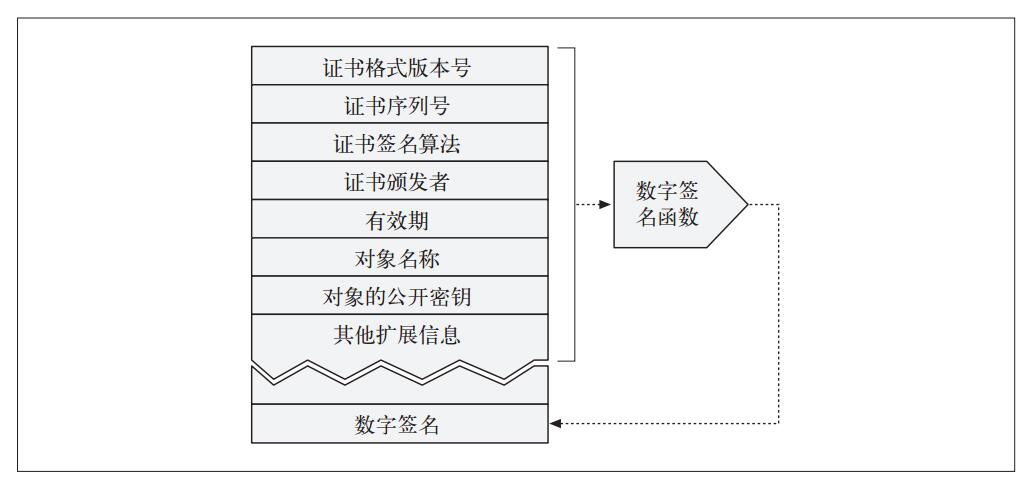 证书格式版本号
证书序列号
证书签名算法
证书颁发者
有效期
对象名称
对象的公开密钥
其他扩展信息
数字签名
数字签
名函数